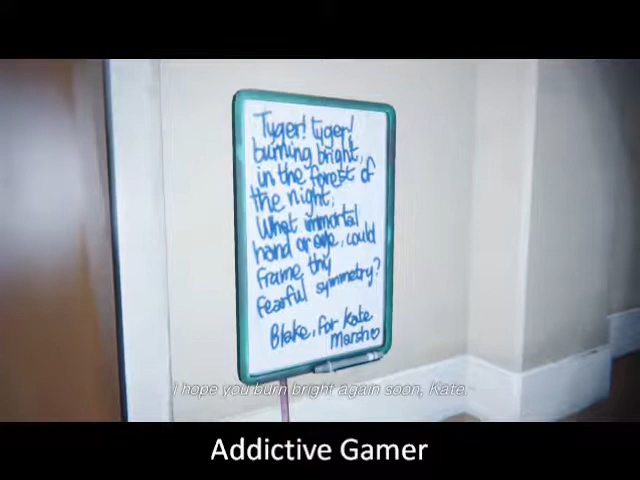 Tyger! tyger!
burning bright,
in the forest of
the night;
What immortal
hand or eye, could
frame thy
fearful symmetry?
Blake, for Kate
Marsh♡
I hope you burn bright again soon, Kate.
Addictive Gamer